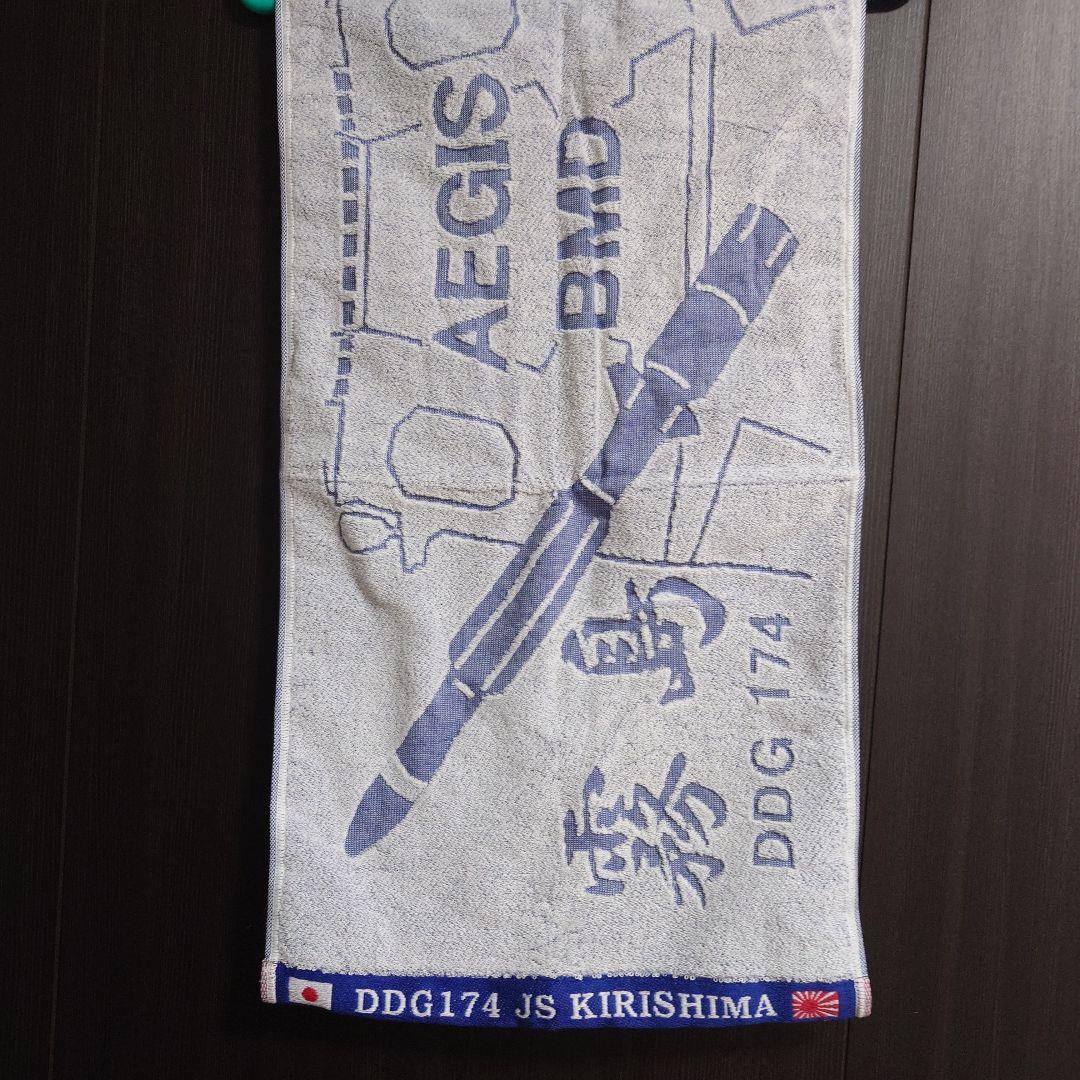 AEGIS
BMD
霧島
DDG 174
DDG174 JS KIRISHIMA